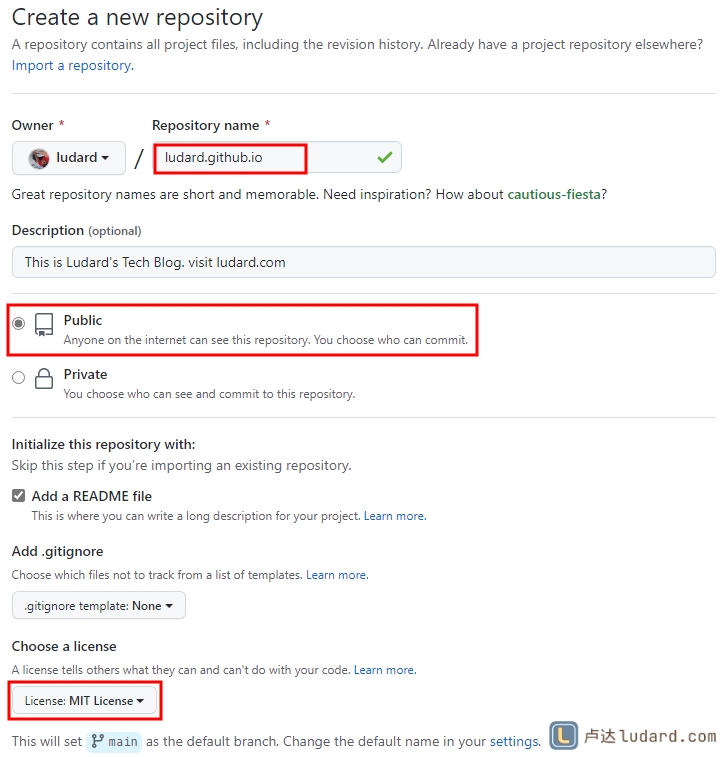 Create a new repository
A repository contains all project files, including the revision history. Already have a project repository elsewhere?
Import a repository.
Owner * Repository name *
ludard / ludard.github.io
Great repository names are short and memorable. Need inspiration? How about cautious-fiesta?
Description (optional)
This is Ludard's Tech Blog. visit ludard.com
Public
Anyone on the internet can see this repository. You choose who can commit.
Private
You choose who can see and commit to this repository.
Initialize this repository with:
Skip this step if you're importing an existing repository.
Add a README file
This is where you can write a long description for your project. Learn more.
Add .gitignore
Choose which files not to track from a list of templates. Learn more.
.gitignore template: None
Choose a license
A license tells others what they can and can't do with your code. Learn more.
License: MIT License
This will set main as the default branch. Change the default name in your settings.
L 卢达ludard.com